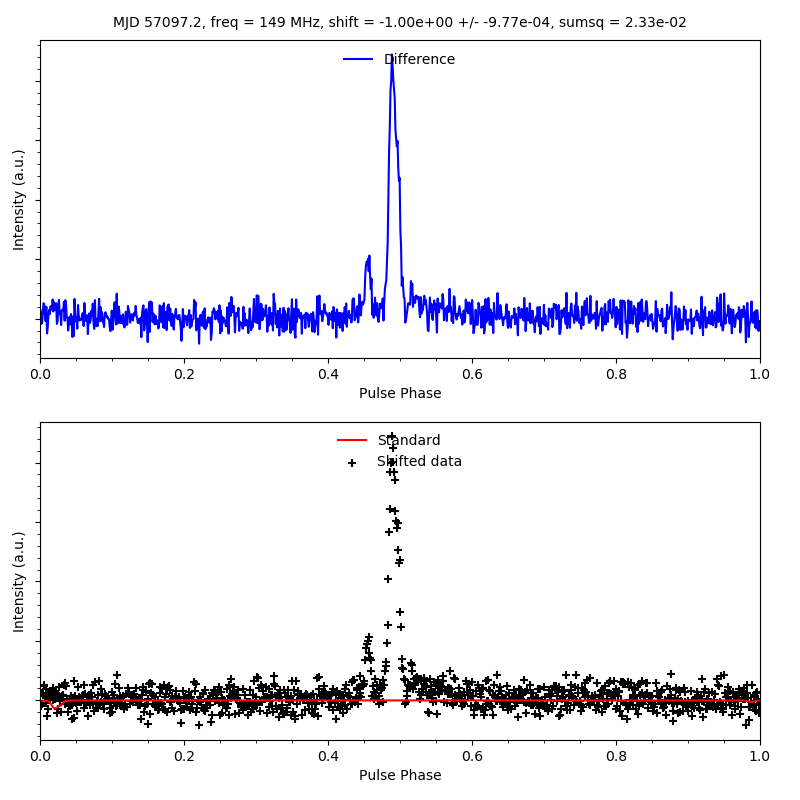 MJD 57097.2, freq = 149 MHz, shift = -1.00e+00 +/- -9.77e-04, sumsq = 2.33e-02
Difference
Intensity (a.u.)
0.0 0.2 0.4 0.6 0.8 1.0
Pulse Phase
Standard
Shifted data
Intensity (a.u.)
0.0 0.2 0.4 0.6 0.8 1.0
Pulse Phase